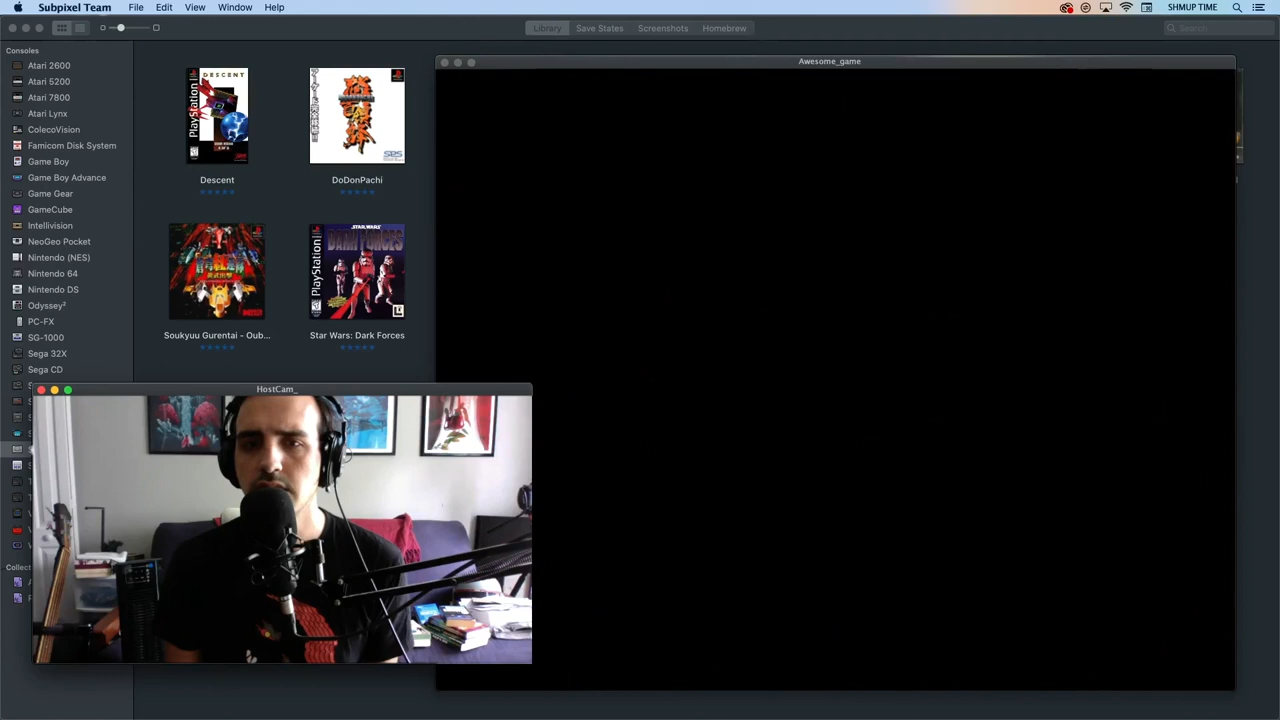 Subpixel Team File Edit View Window Help SHMUP TIME
Library Save States Screenshots Homebrew Search
Consoles
Atari 2600
Atari 5200
Atari 7800
Atari Lynx
ColecoVision
Famicom Disk System
Game Boy
Game Boy Advance
Game Gear
GameCube
Intellivision
NeoGeo Pocket
Nintendo (NES)
Nintendo 64
Nintendo DS
Odyssey²
PC-FX
SG-1000
Sega 32X
Sega CD
Collect
DESCENT
PlayStation
Descent
DoDonPachi
Soukyuu Gurentai - Oub...
STAR WARS
DARK FORCES
PlayStation
Star Wars: Dark Forces
Awesome_game
HostCam_